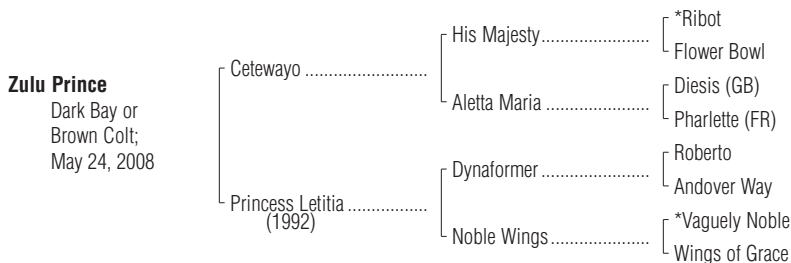 *Ribot
His Majesty..........................
Flower Bowl
Cetewayo ..............................
Zulu Prince
Diesis (GB)
Dark Bay or
Aletta Maria .........................
Brown Colt;
Pharlette (FR)
May 24, 2008
Roberto
Dynaformer..........................
Andover Way
Princess Letitia ....................
(1992)
*Vaguely Noble
Noble Wings........................
Wings of Grace